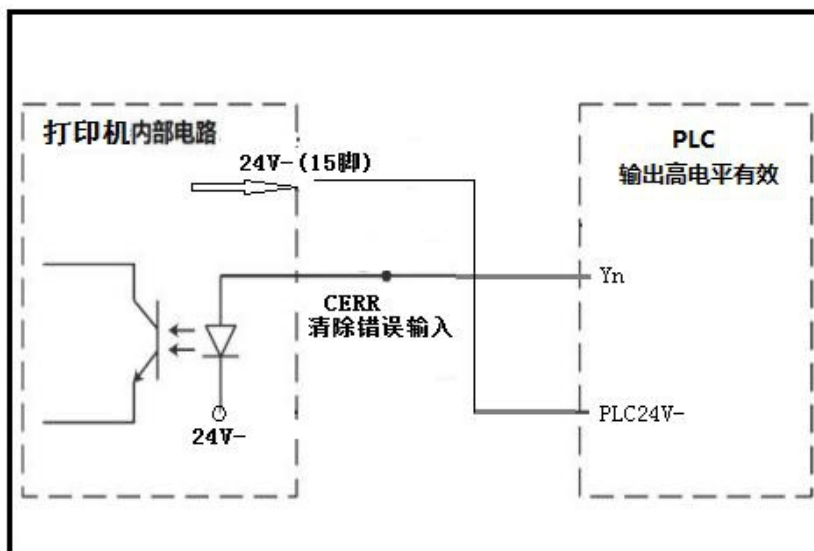 打印机内部电路
24V-(15脚)
PLC
输出高电平有效
Yn
CERR
清除错误输入
PLC24V-
24V-